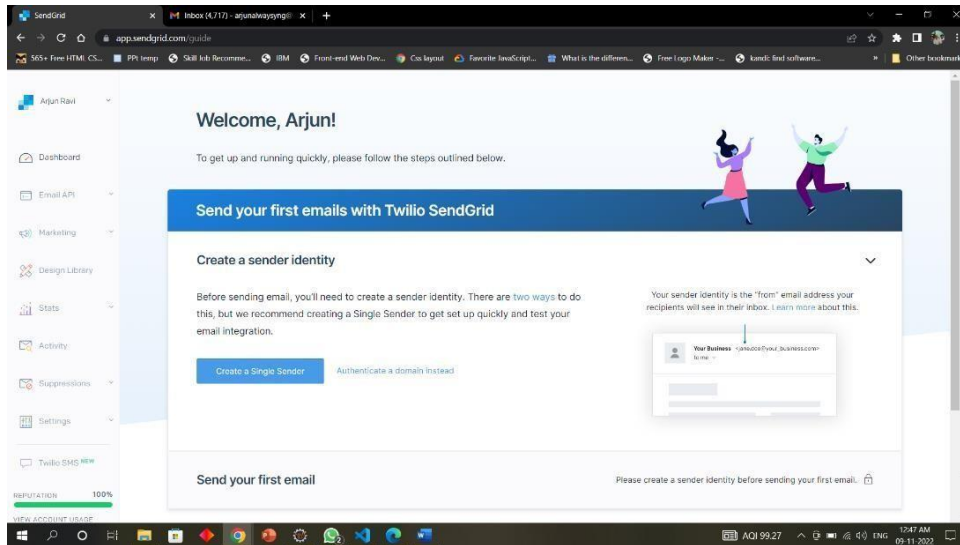 SendGrid
Inbox (4,717) - arjunalwaysyng@
app.sendgrid.com/guide
565+ Free HTML CS...
PPt temp
Skill Job Recomme...
IBM
Front-end Web Dev...
Css layout
Favorite JavaScript...
What is the differen...
Free Logo Maker -...
kandc find software...
Other bookmark
Arjun Ravi
Dashboard
Email API
Marketing
Design Library
Stats
Activity
Suppressions
Settings
Twilio SMS NEW
REPUTATION 100%
VIEW ACCOUNT USAGE
Welcome, Arjun!
To get up and running quickly, please follow the steps outlined below.
Send your first emails with Twilio SendGrid
Create a sender identity
Before sending email, you'll need to create a sender identity. There are two ways to do
this, but we recommend creating a Single Sender to get set up quickly and test your
email integration.
Create a Single Sender
Authenticate a domain instead
Your sender identity is the "from" email address your
recipients will see in their inbox. Learn more about this.
Your Business
to me
Send your first email
Please create a sender identity before sending your first email.
AQI 99.27
ENG
12:47 AM
09-11-2022